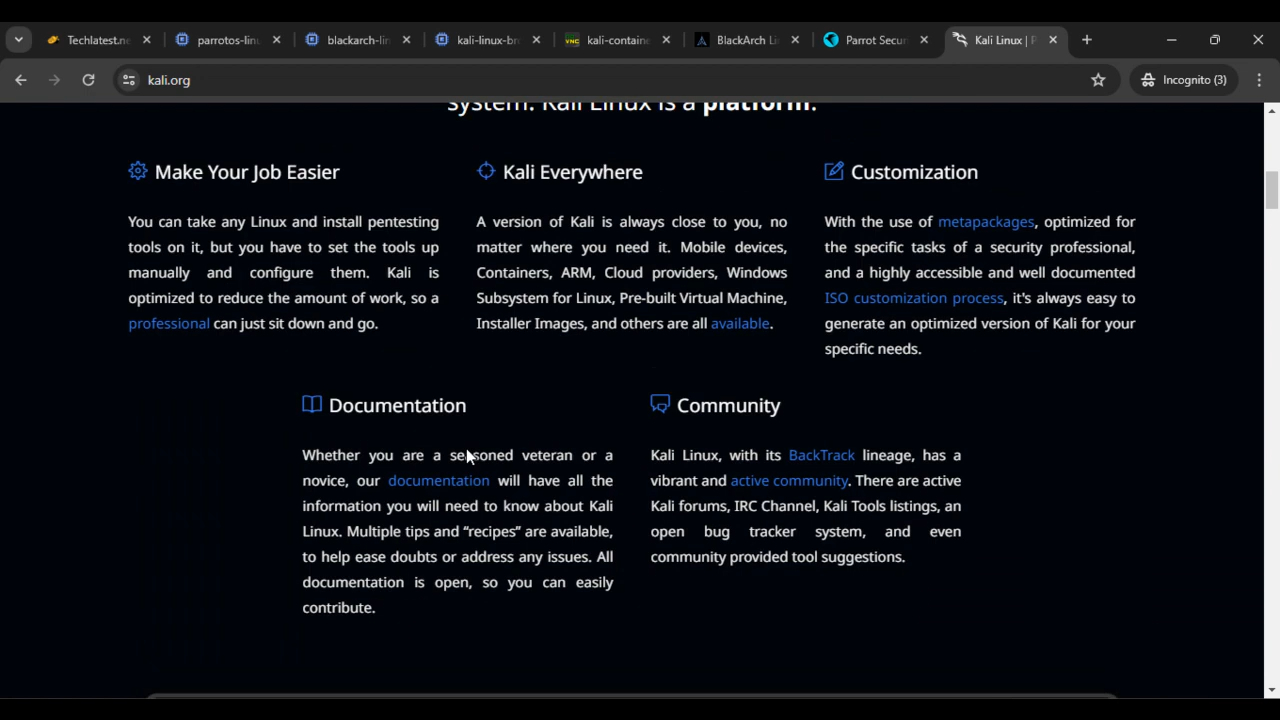 Techlatest.ne
parrotos-linu
blackarch-lin
kali-linux-bro
kali-containe
BlackArch Li
Parrot Secur
Kali Linux | P
kali.org
Incognito (3)
system. Kali Linux is a platform.
Make Your Job Easier
You can take any Linux and install pentesting
tools on it, but you have to set the tools up
manually and configure them. Kali is
optimized to reduce the amount of work, so a
professional can just sit down and go.
Kali Everywhere
A version of Kali is always close to you, no
matter where you need it. Mobile devices,
Containers, ARM, Cloud providers, Windows
Subsystem for Linux, Pre-built Virtual Machine,
Installer Images, and others are all available.
Customization
With the use of metapackages, optimized for
the specific tasks of a security professional,
and a highly accessible and well documented
ISO customization process, it's always easy to
generate an optimized version of Kali for your
specific needs.
Documentation
Whether you are a seasoned veteran or a
novice, our documentation will have all the
information you will need to know about Kali
Linux. Multiple tips and “recipes” are available,
to help ease doubts or address any issues. All
documentation is open, so you can easily
contribute.
Community
Kali Linux, with its BackTrack lineage, has a
vibrant and active community. There are active
Kali forums, IRC Channel, Kali Tools listings, an
open bug tracker system, and even
community provided tool suggestions.